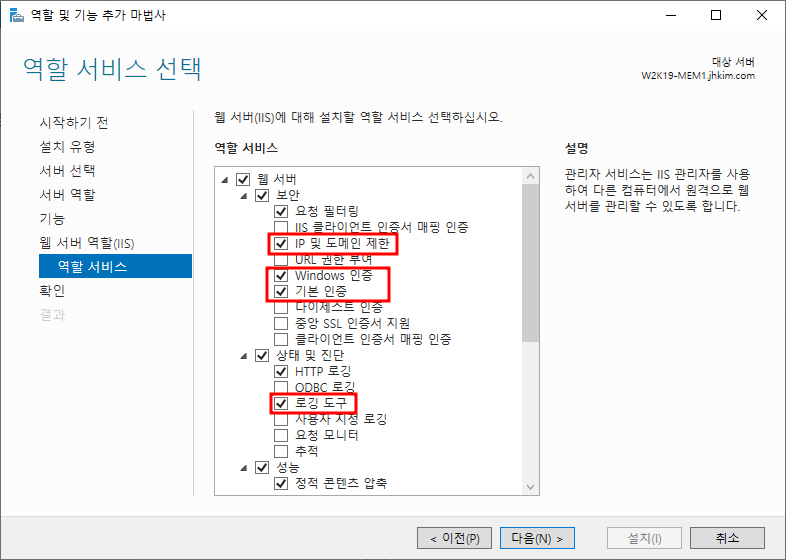 역할 및 기능 추가 마법사
역할 서비스 선택
대상 서버
W2K19-MEM1.jhkim.com
시작하기 전
설치 유형
서버 선택
서버 역할
기능
웹 서버 역할(IIS)
역할 서비스
확인
결과
웹 서버(IIS)에 대해 설치할 역할 서비스 선택하십시오.
역할 서비스
웹 서버
보안
요청 필터링
IIS 클라이언트 인증서 매핑 인증
IP 및 도메인 제한
URL 권한 부여
Windows 인증
기본 인증
다이제스트 인증
중앙 SSL 인증서 지원
클라이언트 인증서 매핑 인증
상태 및 진단
HTTP 로깅
ODBC 로깅
로깅 도구
사용자 지정 로깅
요청 모니터
추적
성능
정적 콘텐츠 압축
설명
관리자 서비스는 IIS 관리자를 사용
하여 다른 컴퓨터에서 원격으로 웹
서버를 관리할 수 있도록 합니다.
< 이전(P)
다음(N) >
설치(I)
취소